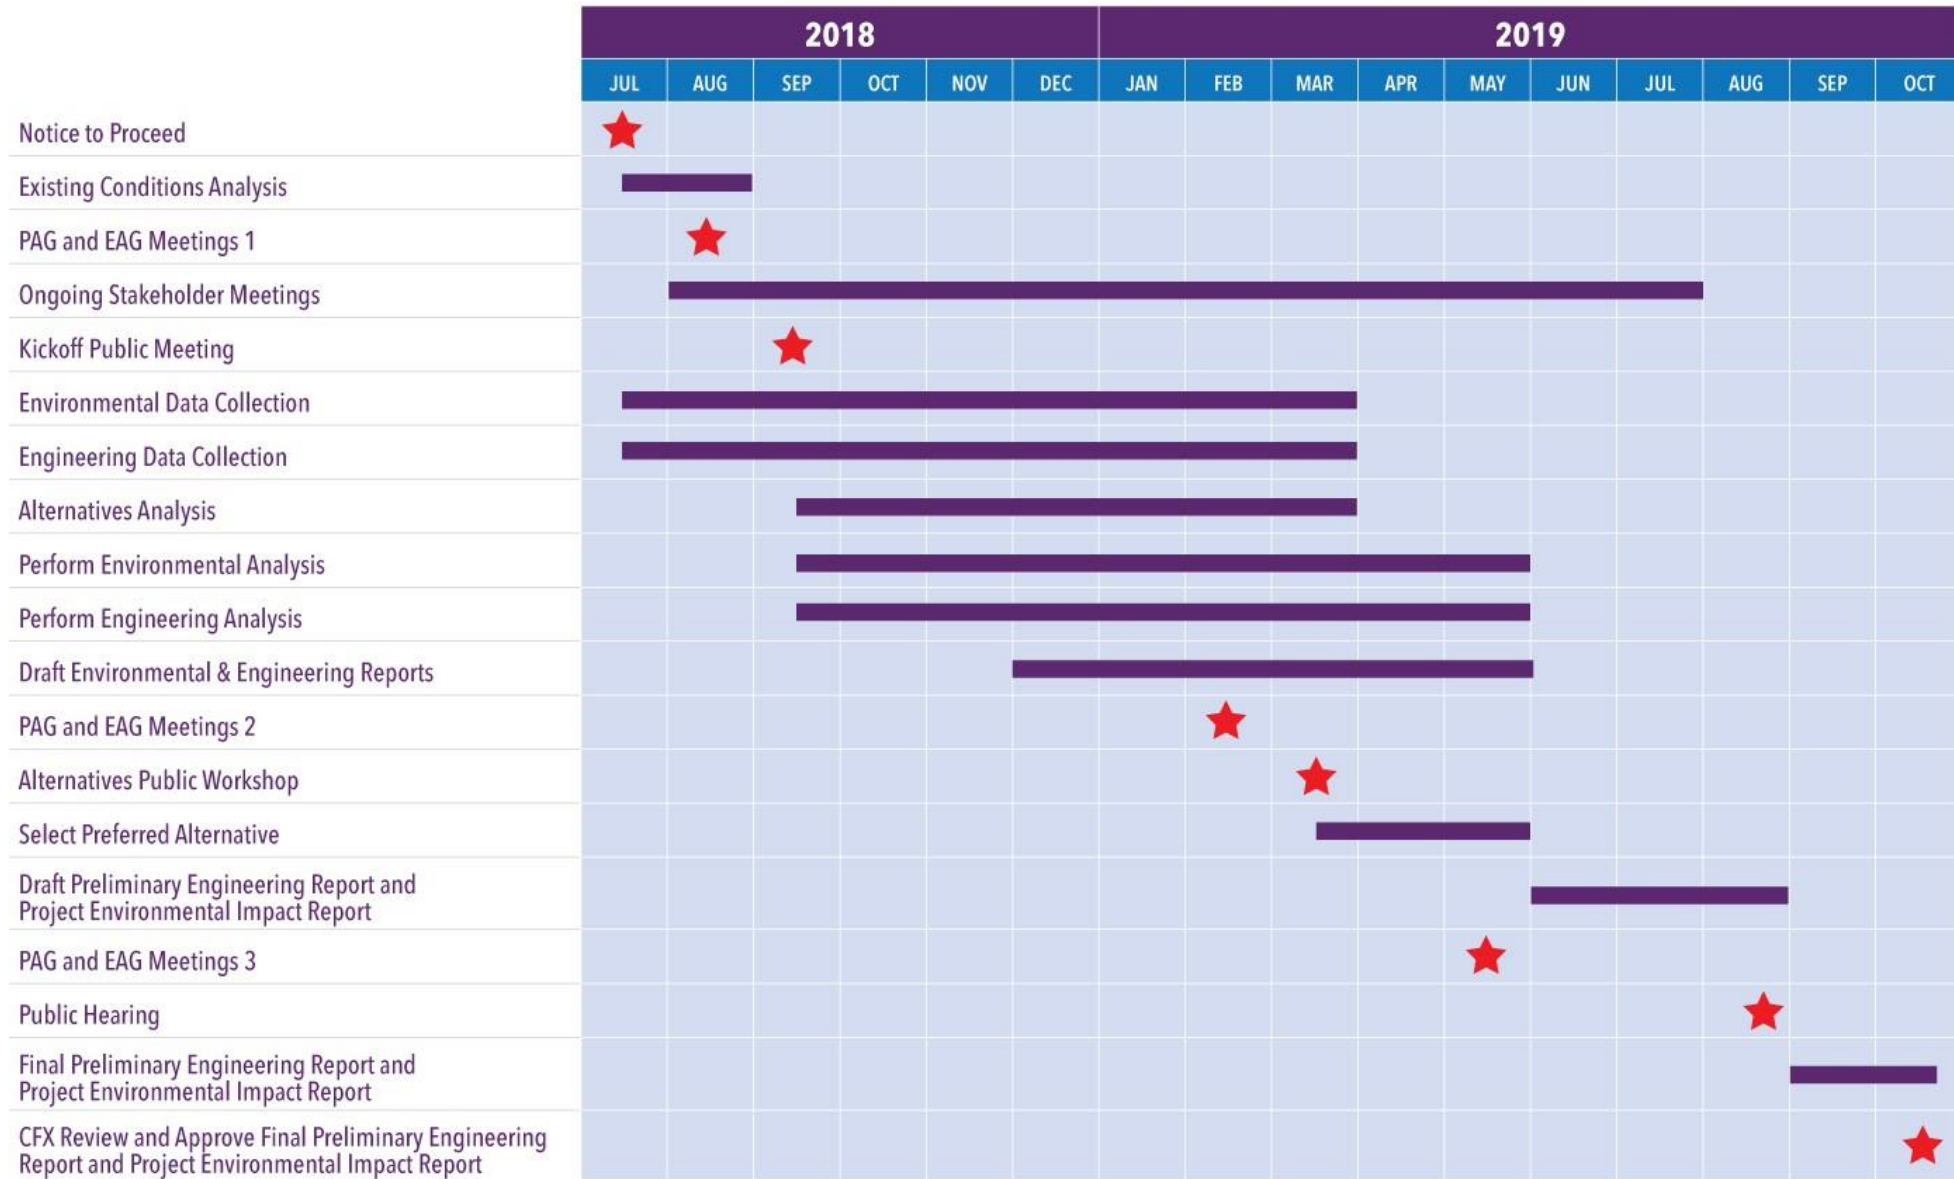 2018 2019
JUL AUG SEP OCT NOV DEC JAN FEB MAR APR MAY JUN JUL AUG SEP OCT
Notice to Proceed
Existing Conditions Analysis
PAG and EAG Meetings 1
Ongoing Stakeholder Meetings
Kickoff Public Meeting
Environmental Data Collection
Engineering Data Collection
Alternatives Analysis
Perform Environmental Analysis
Perform Engineering Analysis
Draft Environmental & Engineering Reports
PAG and EAG Meetings 2
Alternatives Public Workshop
Select Preferred Alternative
Draft Preliminary Engineering Report and
Project Environmental Impact Report
PAG and EAG Meetings 3
Public Hearing
Final Preliminary Engineering Report and
Project Environmental Impact Report
CFX Review and Approve Final Preliminary Engineering
Report and Project Environmental Impact Report